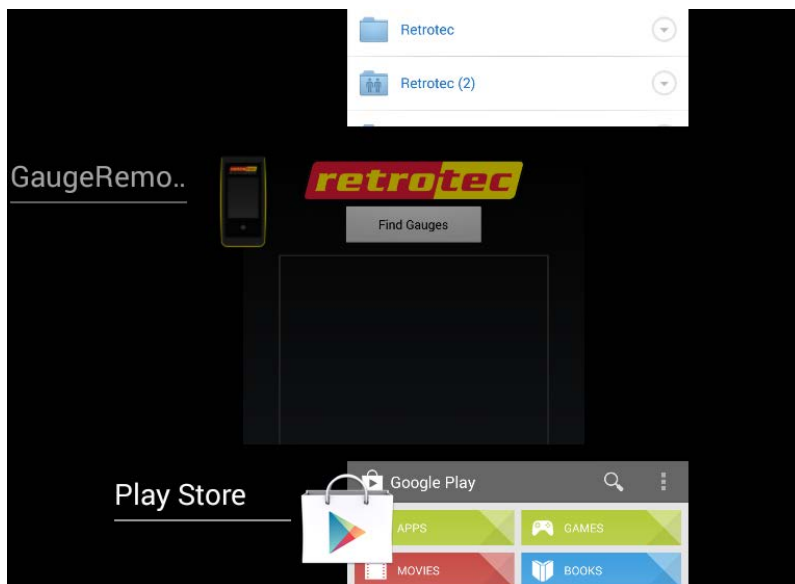 Retrotec
Retrotec (2)
GaugeRemo..
retrotec
Find Gauges
Play Store
Google Play
APPS
GAMES
MOVIES
BOOKS